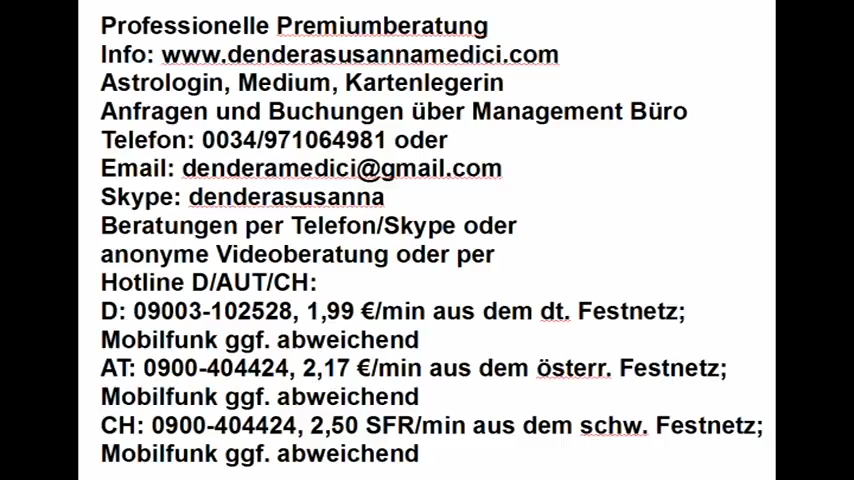 Professionelle Premiumberatung
Info: www.denderasusannamedici.com
Astrologin, Medium, Kartenlegerin
Anfragen und Buchungen über Management Büro
Telefon: 0034/971064981 oder
Email: denderamedici@gmail.com
Skype: denderasusanna
Beratungen per Telefon/Skype oder
anonyme Videoberatung oder per
Hotline D/AUT/CH:
D: 09003-102528, 1,99 €/min aus dem dt. Festnetz;
Mobilfunk ggf. abweichend
AT: 0900-404424, 2,17 €/min aus dem österr. Festnetz;
Mobilfunk ggf. abweichend
CH: 0900-404424, 2,50 SFR/min aus dem schw. Festnetz;
Mobilfunk ggf. abweichend